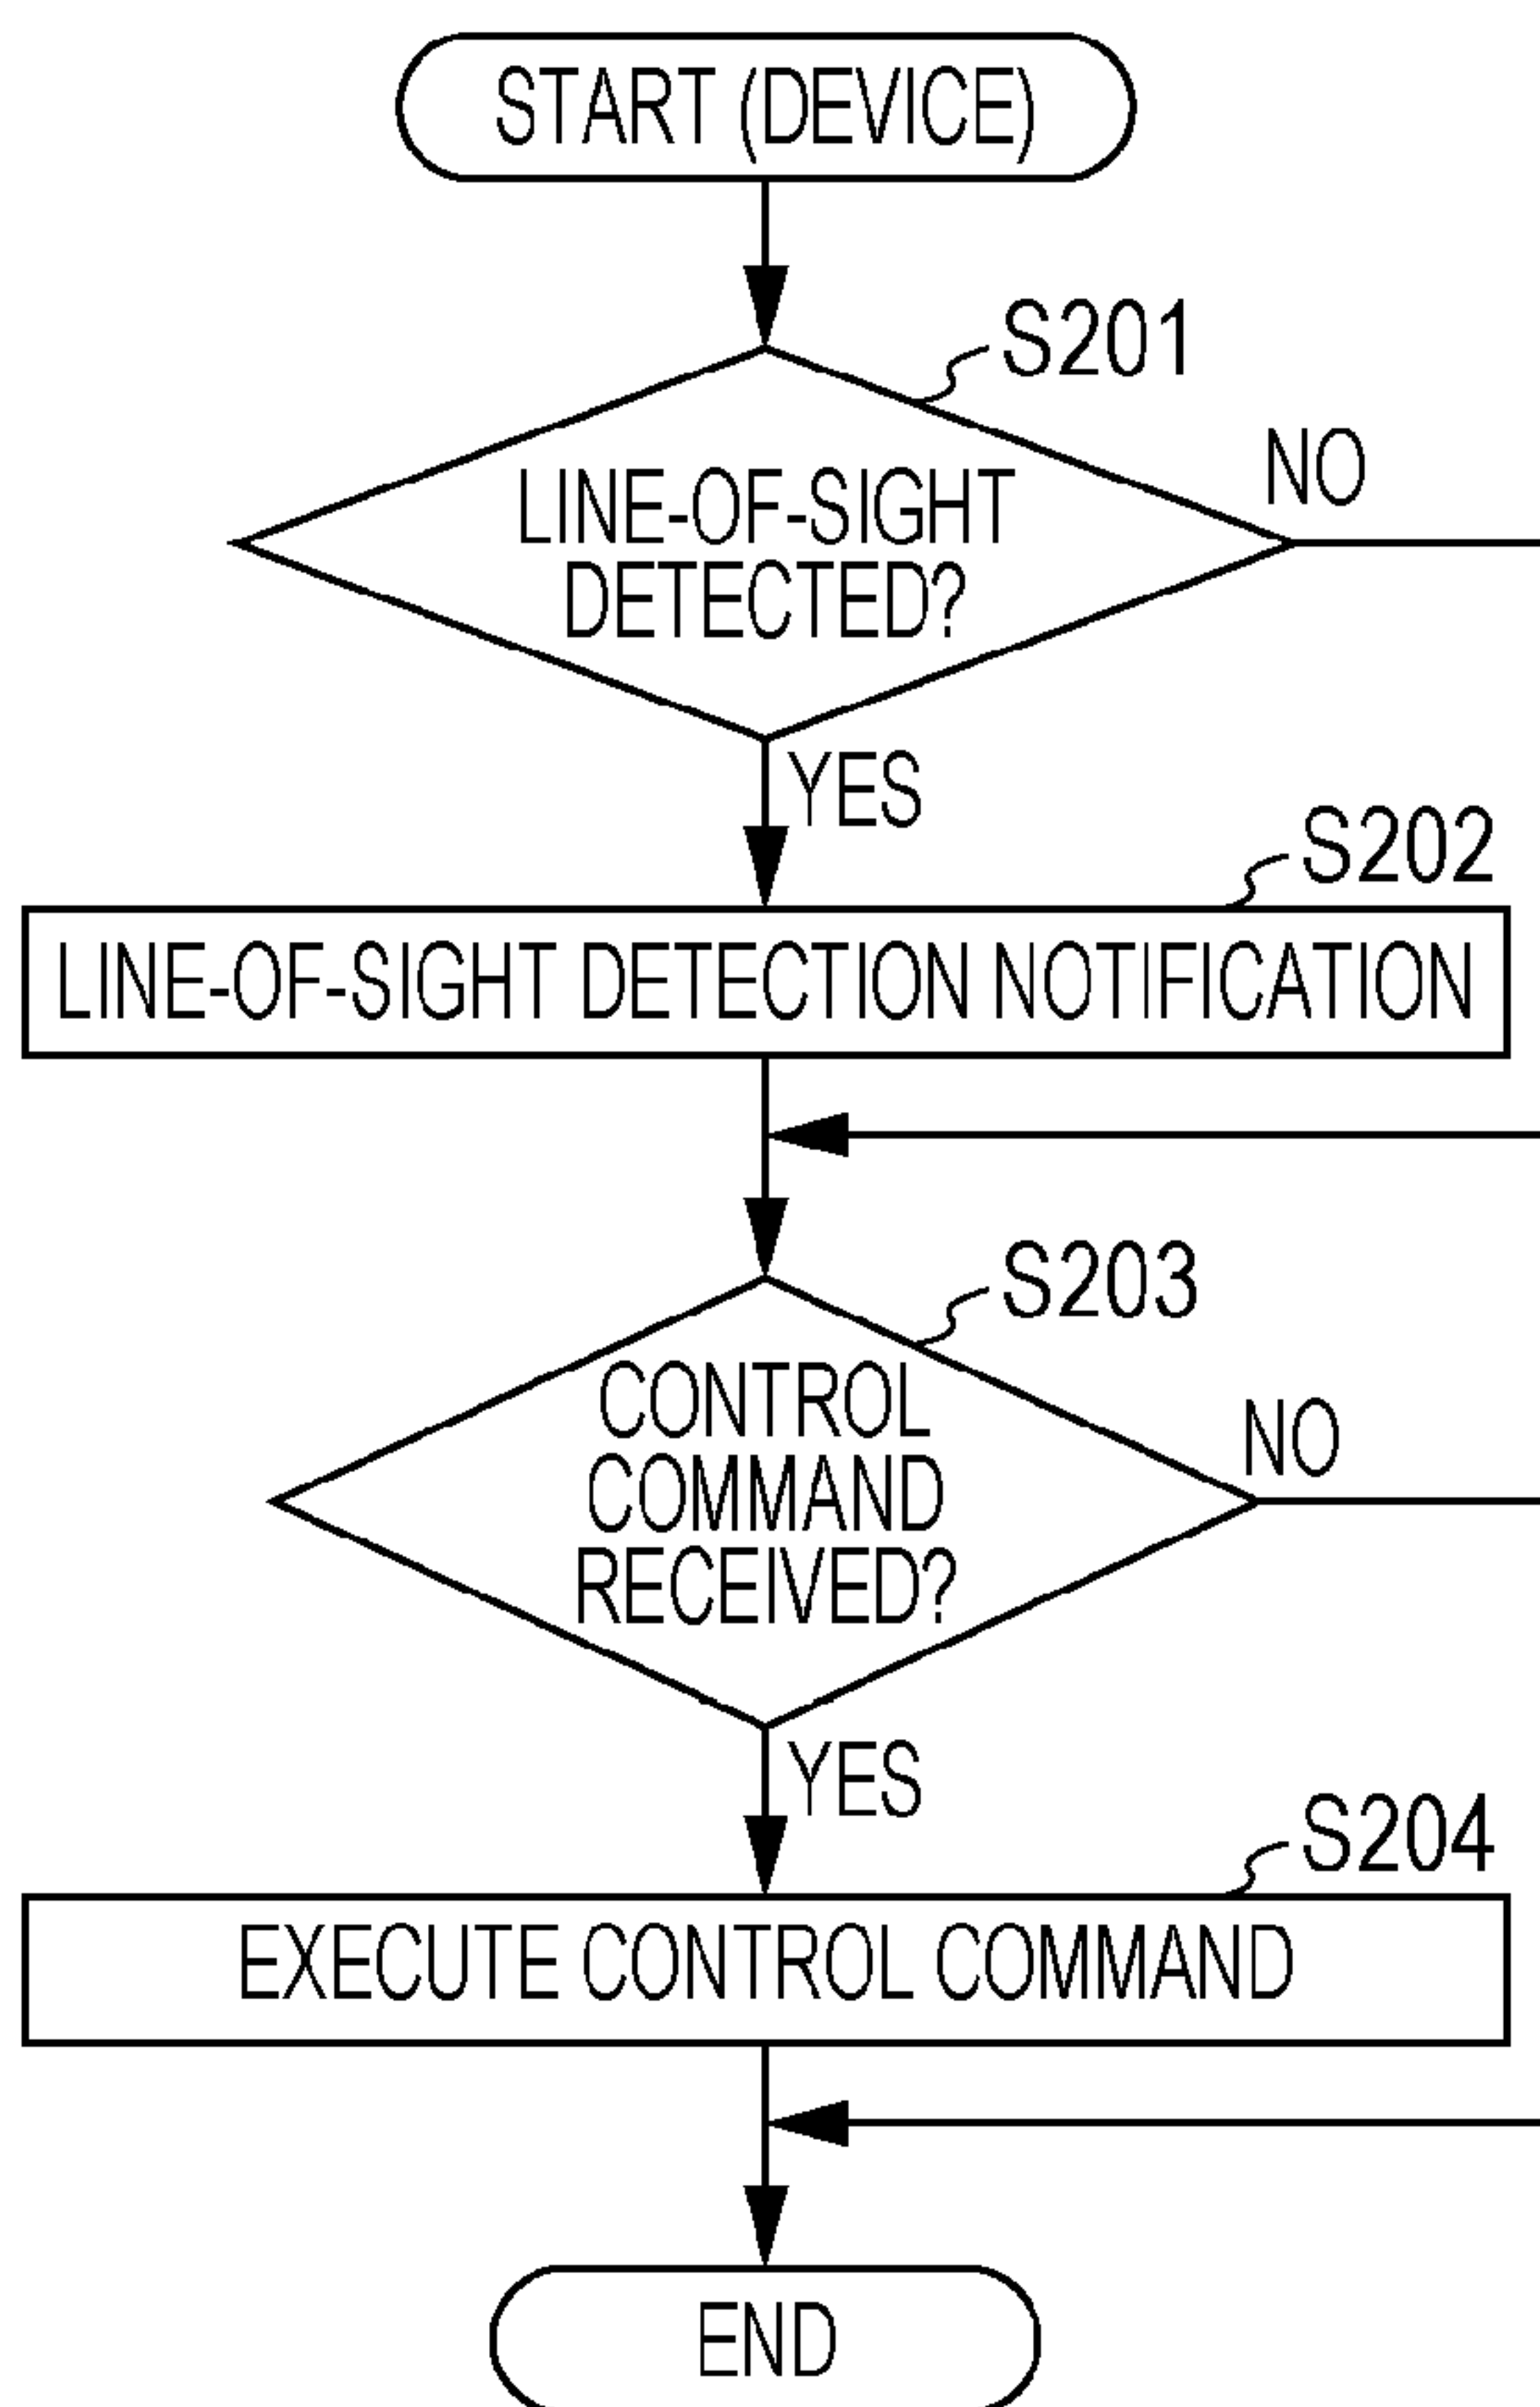 START (DEVICE)
S201
NO
LINE-OF-SIGHT
DETECTED?
YES
S202
LINE-OF-SIGHT DETECTION NOTIFICATION
S203
CONTROL
NO
COMMAND
RECEIVED?
YES
S204
EXECUTE CONTROL COMMAND
END